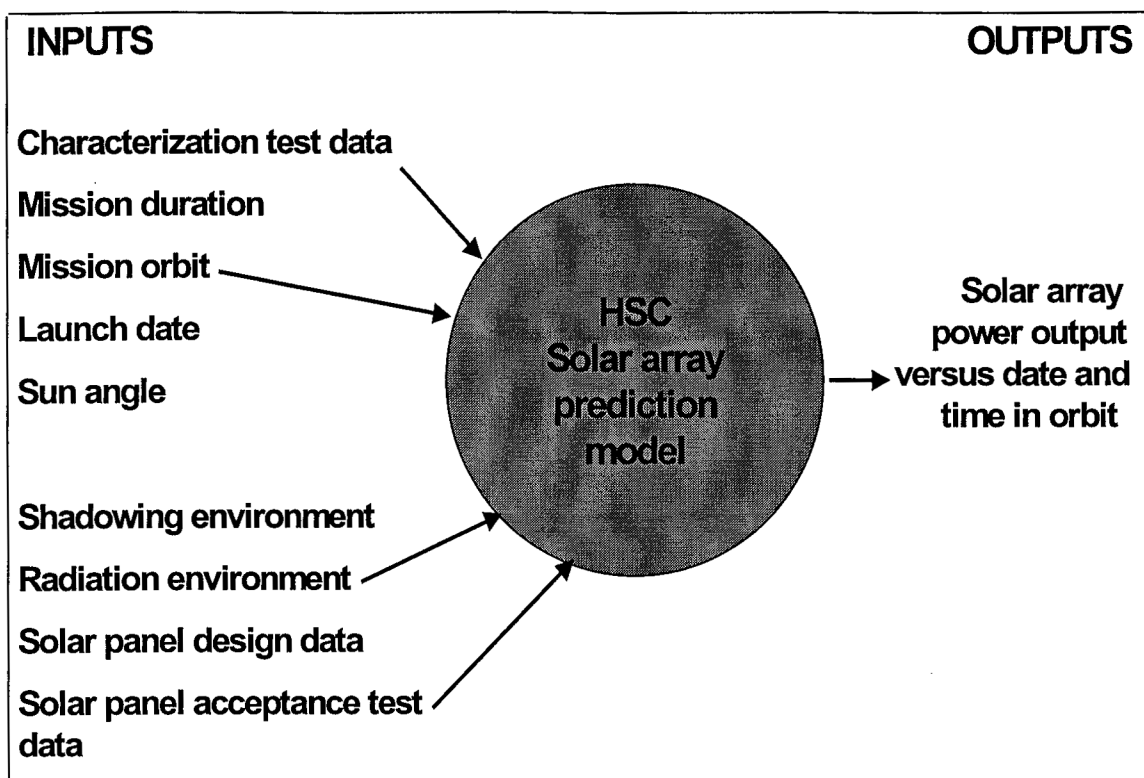 INPUTS
OUTPUTS
Characterization test data
Mission duration
Mission orbit
Launch date
Sun angle
Shadowing environment
Radiation environment
Solar panel design data
Solar panel acceptance test
data
HSC
Solar array
prediction
model
Solar array
power output
versus date and
time in orbit